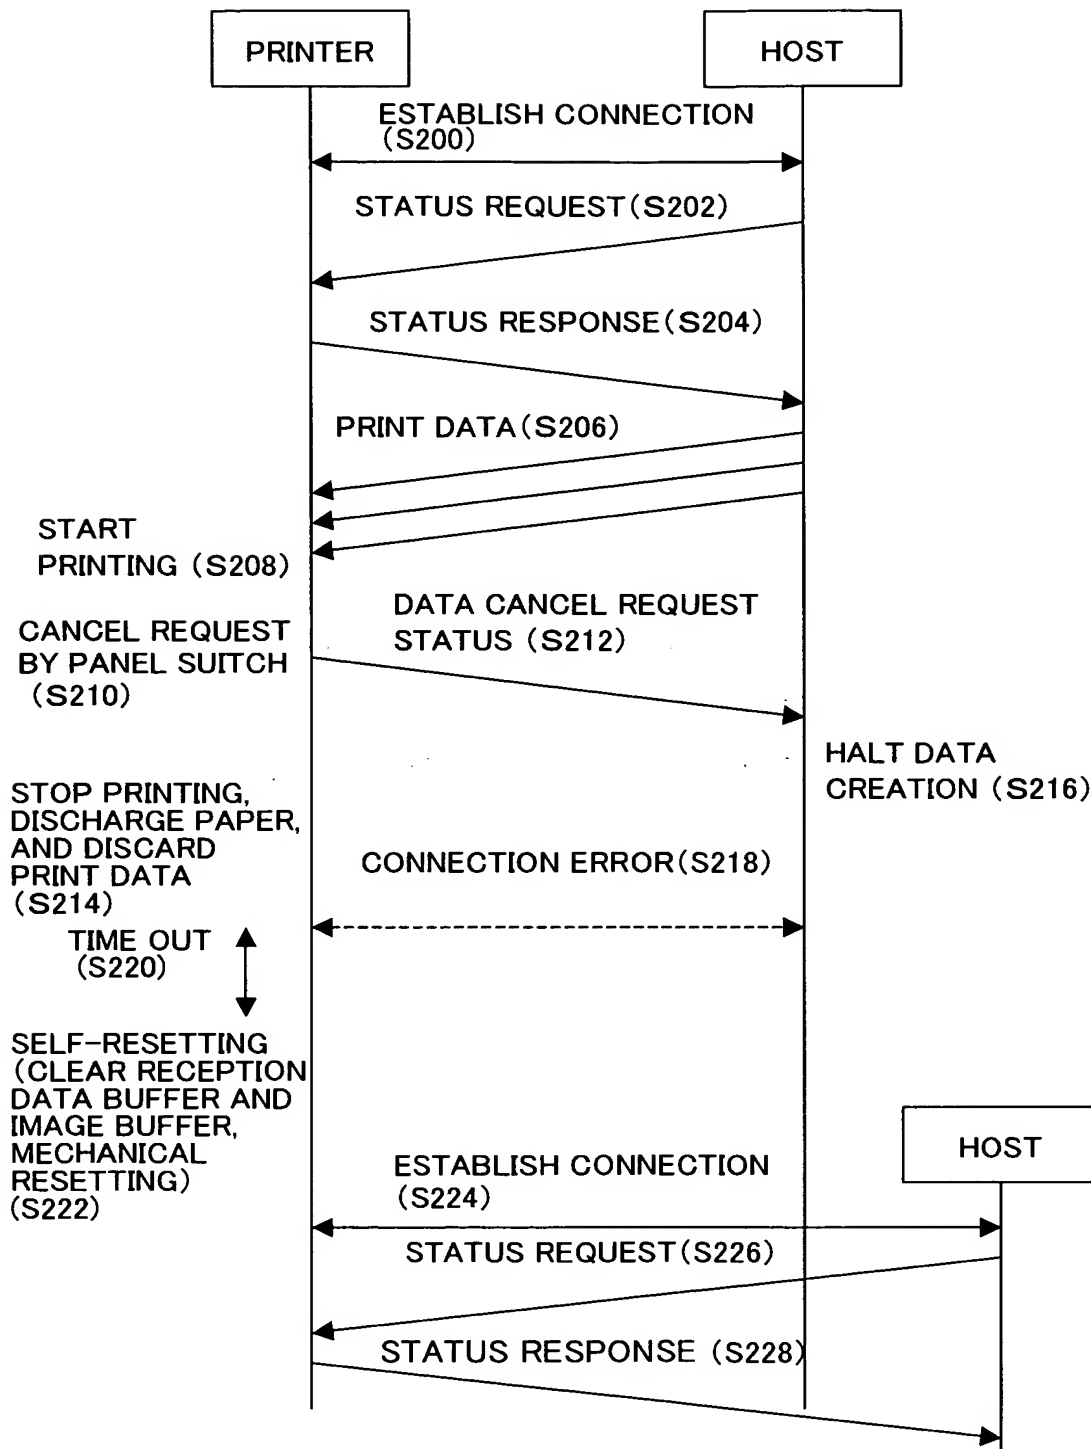 PRINTER
HOST
ESTABLISH CONNECTION
(S200)
STATUS REQUEST(S202)
STATUS RESPONSE(S204)
PRINT DATA(S206)
START
PRINTING (S208)
DATA CANCEL REQUEST
STATUS (S212)
CANCEL REQUEST
BY PANEL SUITCH
(S210)
HALT DATA
CREATION (S216)
STOP PRINTING,
DISCHARGE PAPER,
AND DISCARD
PRINT DATA
(S214)
CONNECTION ERROR(S218)
TIME OUT
(S220)
SELF-RESETTING
(CLEAR RECEPTION
DATA BUFFER AND
IMAGE BUFFER,
MECHANICAL
RESETTING)
(S222)
HOST
ESTABLISH CONNECTION
(S224)
STATUS REQUEST(S226)
STATUS RESPONSE (S228)